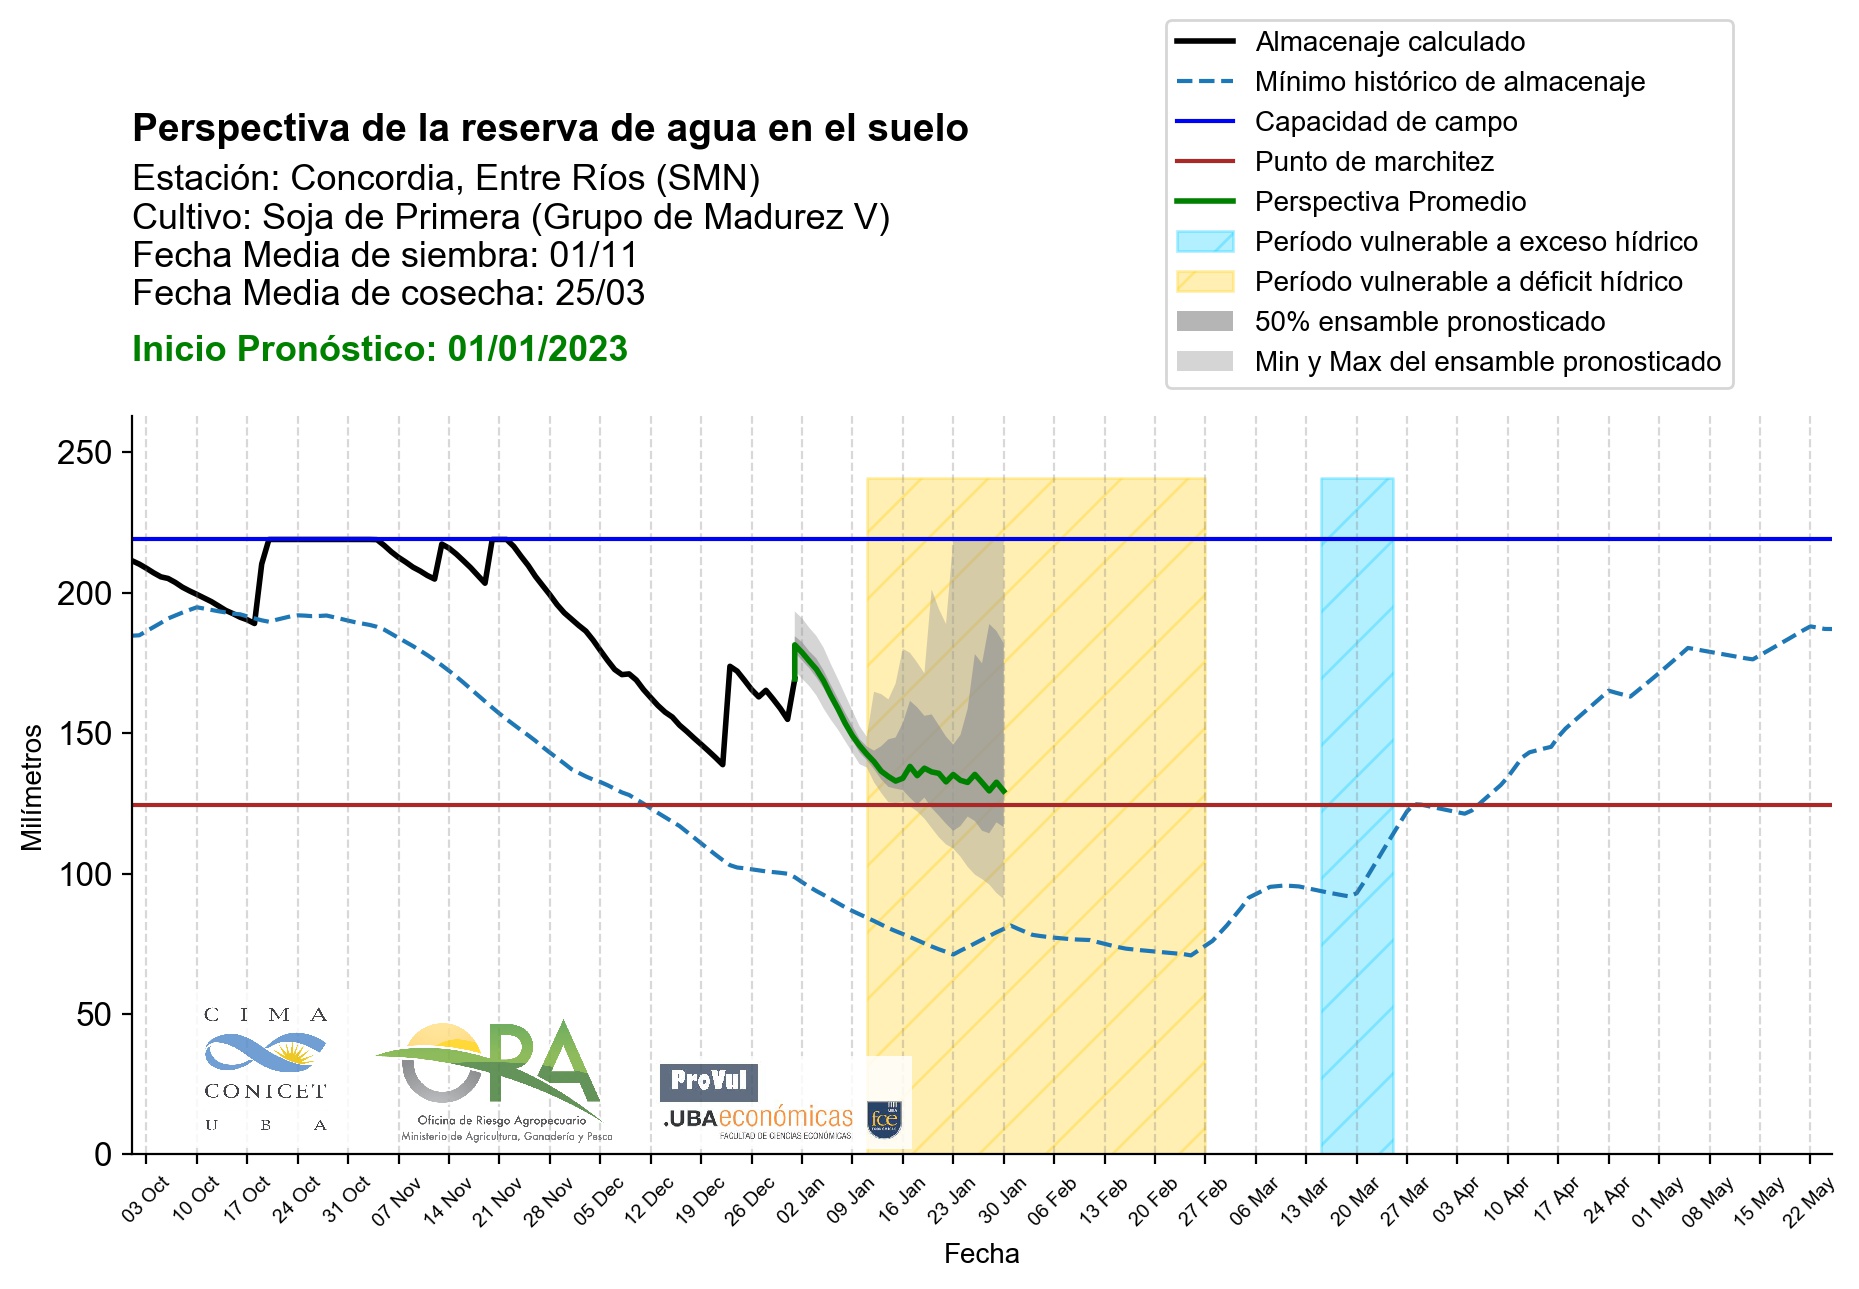 Almacenaje calculado
Mínimo histórico de almacenaje
Capacidad de campo
Punto de marchitez
Perspectiva Promedio
Período vulnerable a exceso hídrico
Período vulnerable a déficit hídrico
50% ensamble pronosticado
Min y Max del ensamble pronosticado
Perspectiva de la reserva de agua en el suelo
Estación: Concordia, Entre Ríos (SMN)
Cultivo: Soja de Primera (Grupo de Madurez V)
Fecha Media de siembra: 01/11
Fecha Media de cosecha: 25/03
Inicio Pronóstico: 01/01/2023
Milímetros
250
200
150
100
50
0
CIMA
CONICET
UBA
ORA
Oficina de Riesgo Agropecuario
Ministerio de Agricultura, Ganadería y Pesca
ProVul
.UBAeconómicas
FACULTAD DE CIENCIAS ECONÓMICAS
UBA
fce
ECONÓMICAS
03 Oct
10 Oct
17 Oct
24 Oct
31 Oct
07 Nov
14 Nov
21 Nov
28 Nov
05 Dec
12 Dec
19 Dec
26 Dec
02 Jan
09 Jan
16 Jan
23 Jan
30 Jan
06 Feb
13 Feb
20 Feb
27 Feb
06 Mar
13 Mar
20 Mar
27 Mar
03 Apr
10 Apr
17 Apr
24 Apr
01 May
08 May
15 May
22 May
Fecha